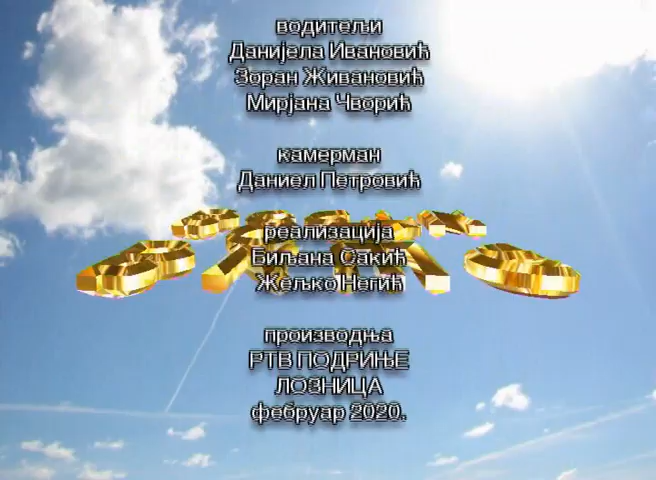 водитељи
Данијела Ивановић
Зоран Живановић
Мирјана Чворић
камерман
Даниел Петровић
реализација
Биљана Сакић
Жељко Негић
производња
РТВ ПОДРИЊЕ
ЛОЗНИЦА
фебруар 2020.